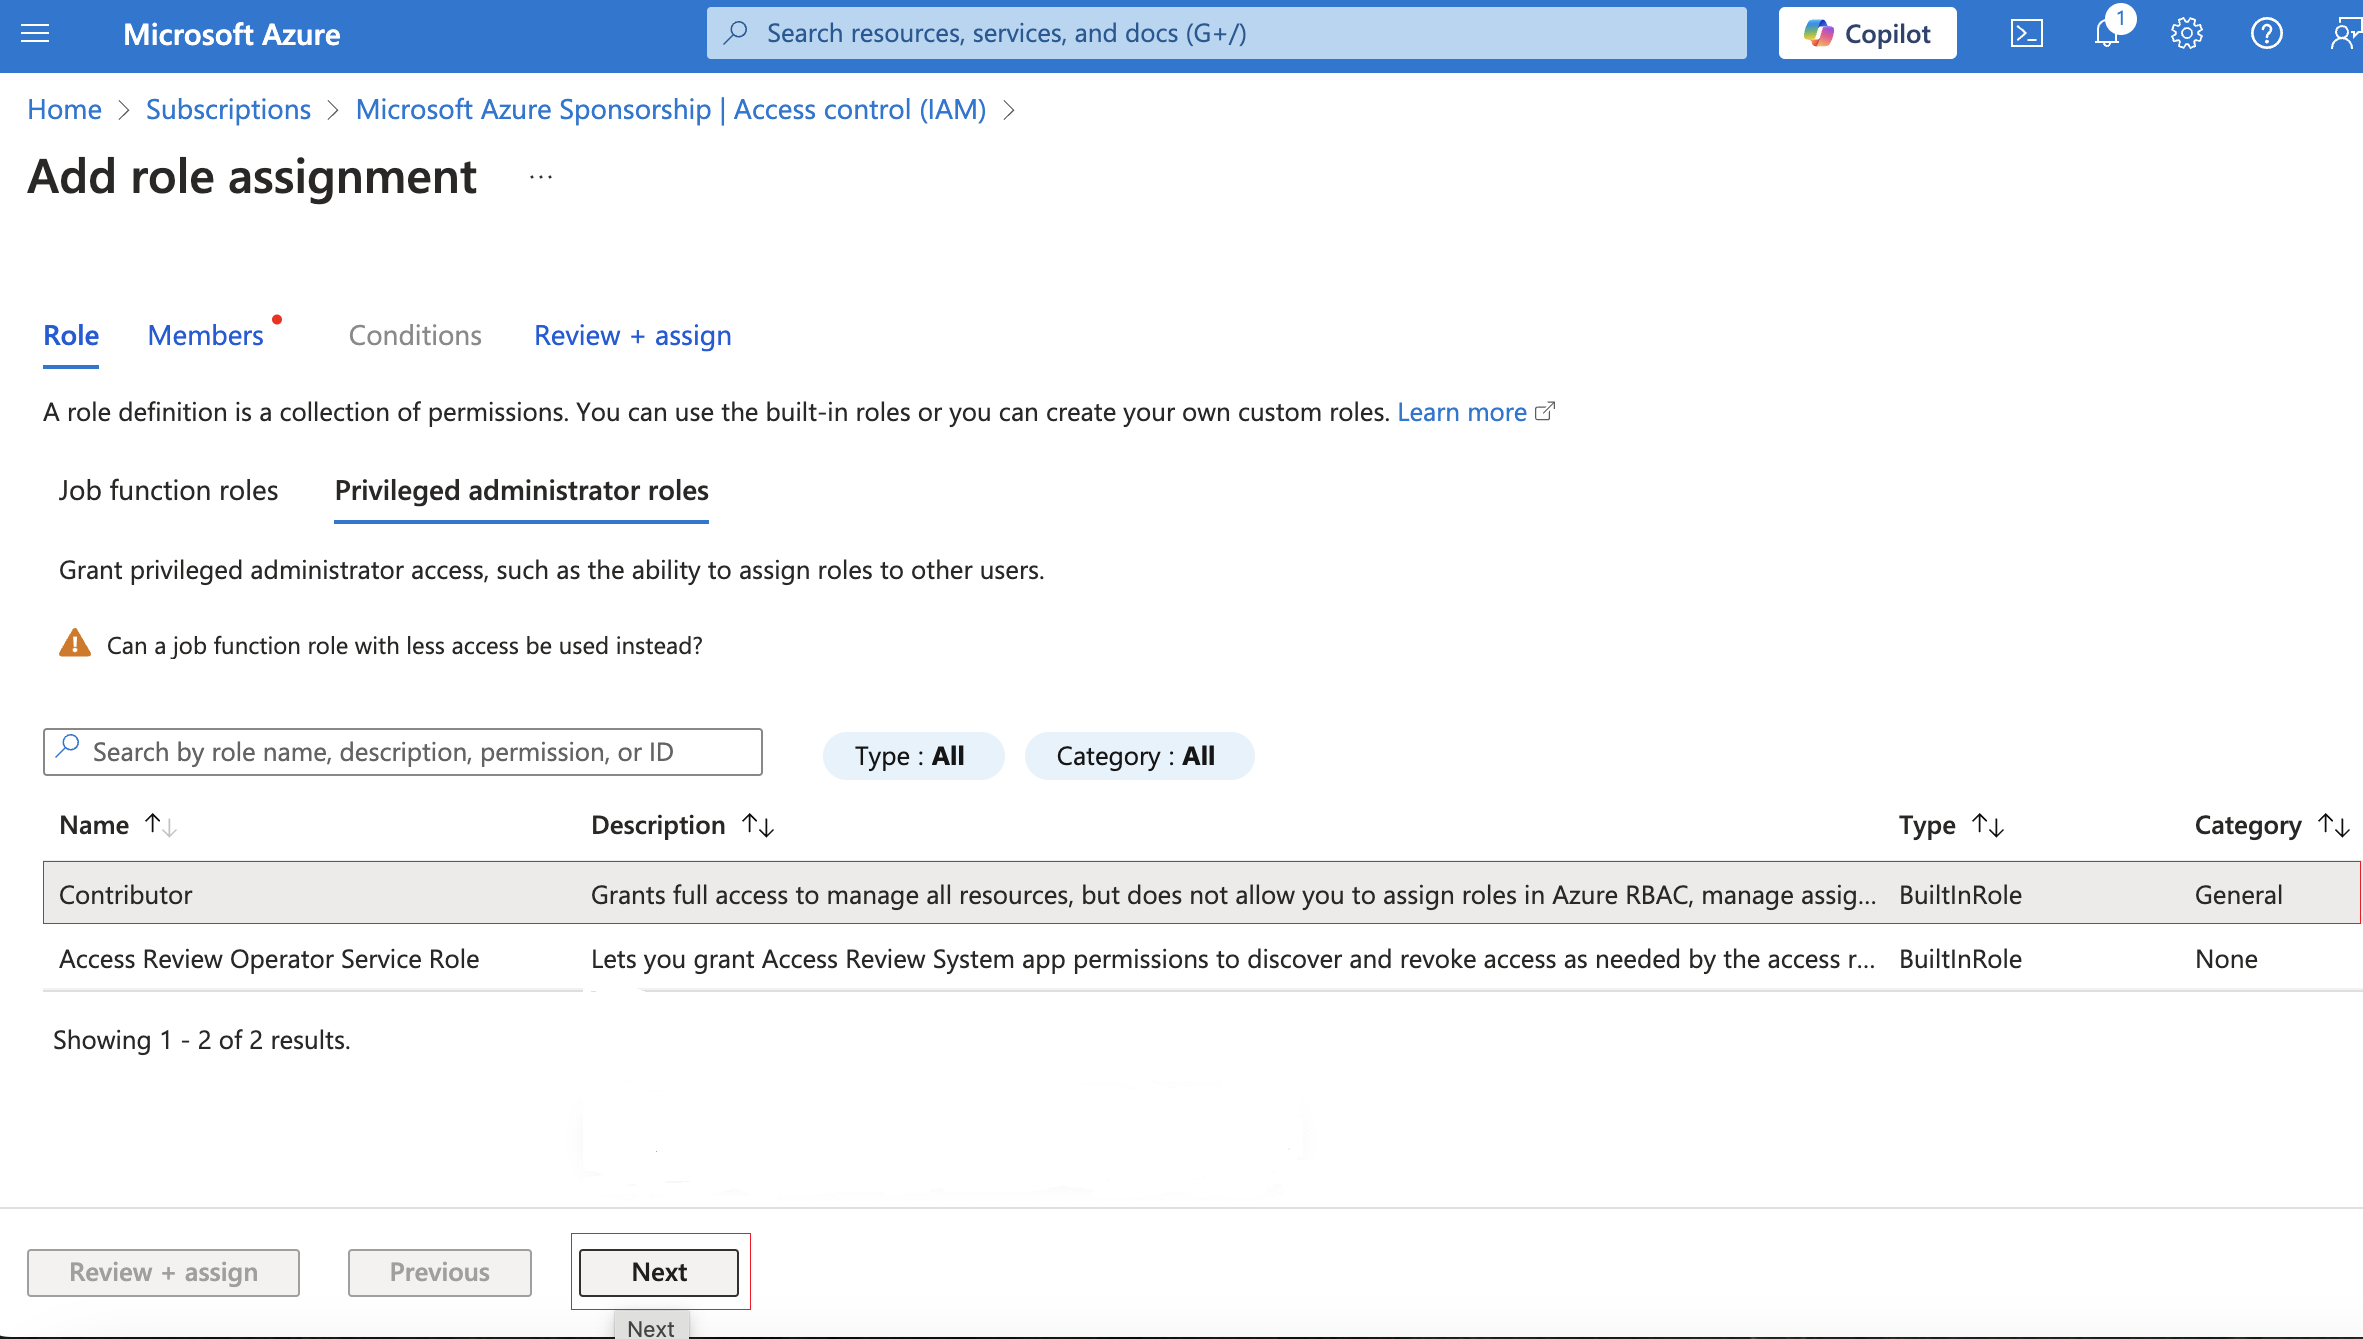 Microsoft Azure
Search resources, services, and docs (G+/)
Copilot
1
Home > Subscriptions > Microsoft Azure Sponsorship | Access control (IAM) >
Add role assignment ...
Role Members Conditions Review + assign
A role definition is a collection of permissions. You can use the built-in roles or you can create your own custom roles. Learn more
Job function roles Privileged administrator roles
Grant privileged administrator access, such as the ability to assign roles to other users.
Can a job function role with less access be used instead?
Search by role name, description, permission, or ID
Type : All Category : All
Name ↑↓ Description ↑↓ Type ↑↓ Category ↑↓
Contributor Grants full access to manage all resources, but does not allow you to assign roles in Azure RBAC, manage assig... BuiltInRole General
Access Review Operator Service Role Lets you grant Access Review System app permissions to discover and revoke access as needed by the access r... BuiltInRole None
Showing 1 - 2 of 2 results.
Review + assign Previous Next
Next